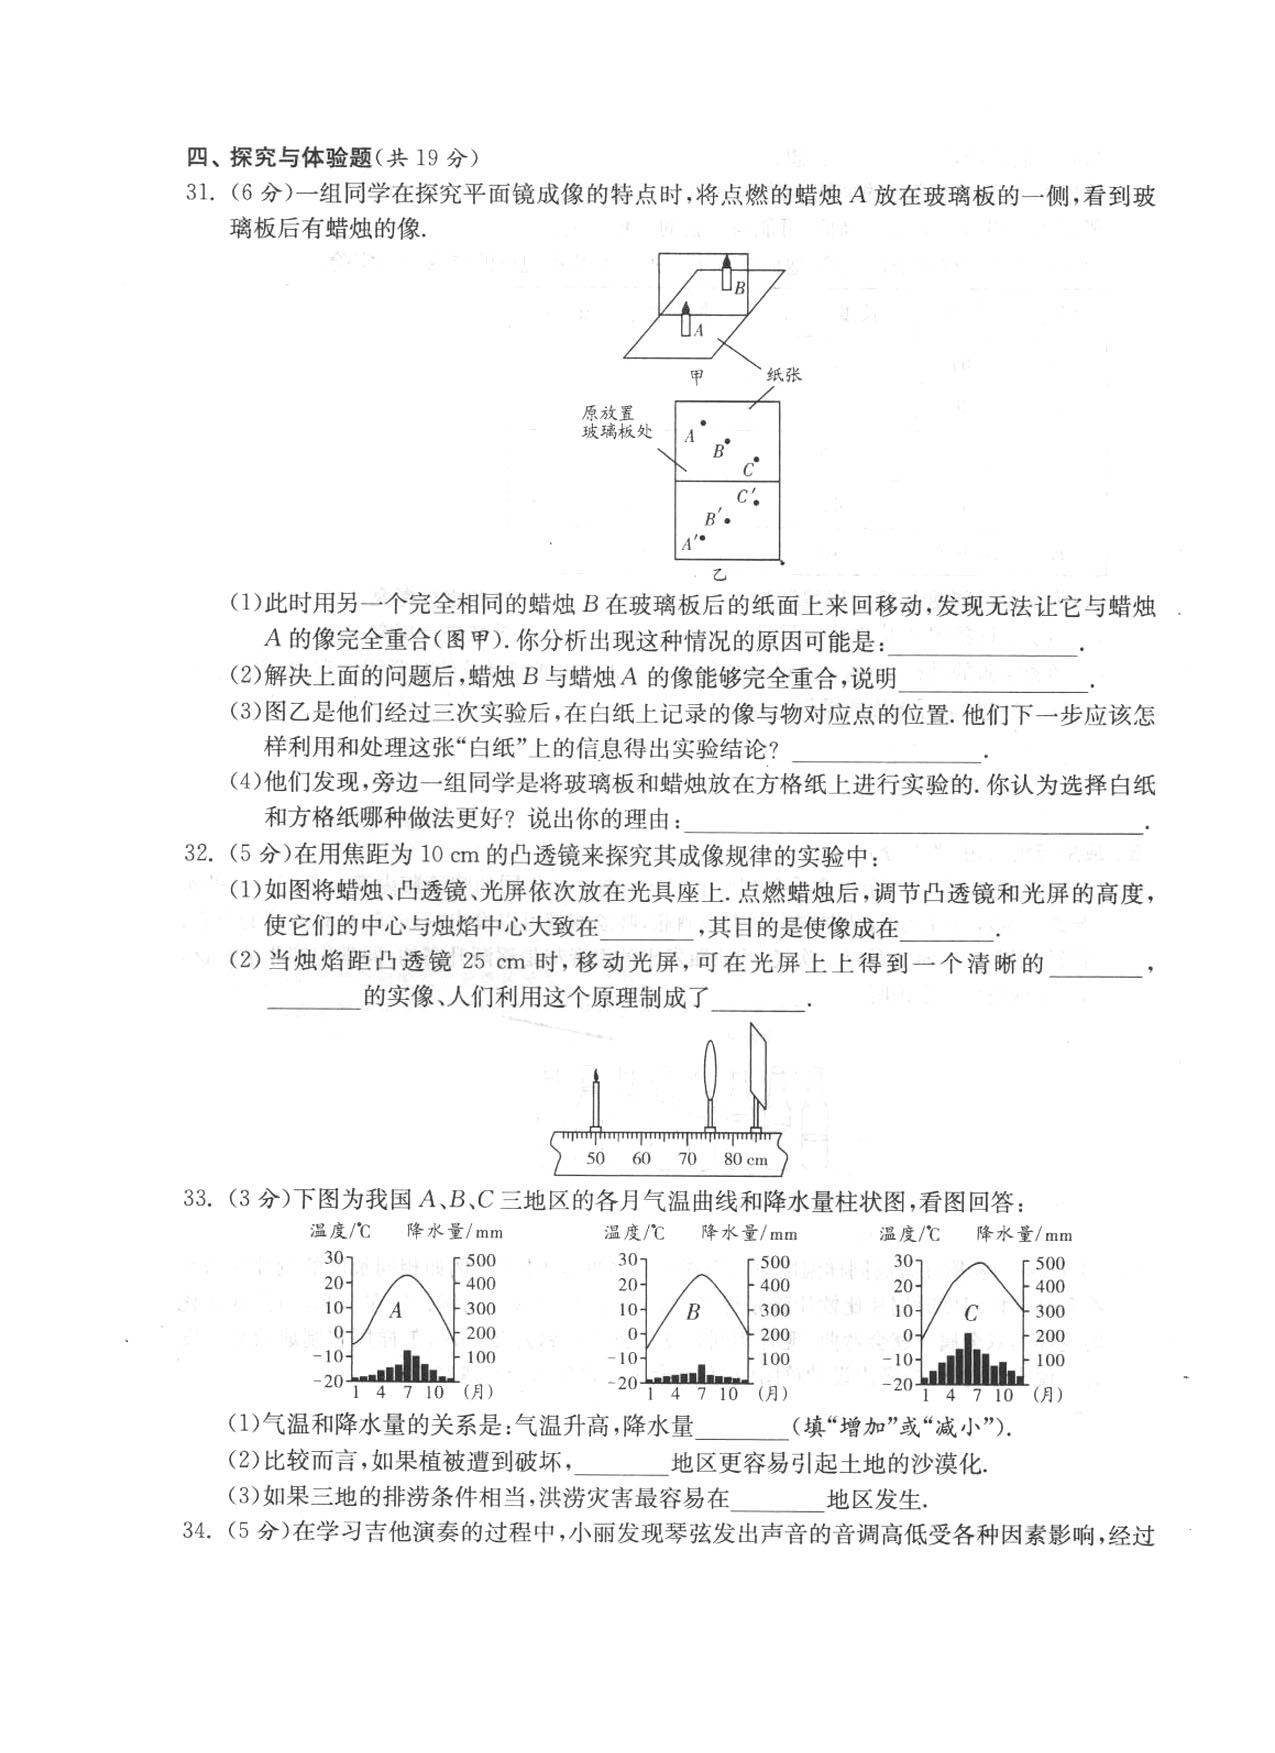 四、探究与体验题(共 19 分)
31. (6 分)一组同学在探究平面镜成像的特点时,将点燃的蜡烛 A 放在玻璃板的一侧,看到玻
璃板后有蜡烛的像.
B
A
甲
纸张
原放置
玻璃板处
A
B
C
C′
B′
A′
乙
(1)此时用另一个完全相同的蜡烛 B 在玻璃板后的纸面上来回移动,发现无法让它与蜡烛
A 的像完全重合(图甲). 你分析出现这种情况的原因可能是:________.
(2)解决上面的问题后,蜡烛 B 与蜡烛 A 的像能够完全重合,说明________.
(3)图乙是他们经过三次实验后,在白纸上记录的像与物对应点的位置. 他们下一步应该怎
样利用和处理这张“白纸”上的信息得出实验结论? ________.
(4)他们发现,旁边一组同学是将玻璃板和蜡烛放在方格纸上进行实验的. 你认为选择白纸
和方格纸哪种做法更好? 说出你的理由:________.
32. (5 分)在用焦距为 10 cm 的凸透镜来探究其成像规律的实验中:
(1)如图将蜡烛、凸透镜、光屏依次放在光具座上. 点燃蜡烛后,调节凸透镜和光屏的高度,
使它们的中心与烛焰中心大致在________,其目的是使像成在________.
(2)当烛焰距凸透镜 25 cm 时,移动光屏,可在光屏上上得到一个清晰的________,
________的实像、人们利用这个原理制成了________.
50 60 70 80 cm
33. (3 分)下图为我国 A、B、C 三地区的各月气温曲线和降水量柱状图,看图回答:
温度/℃ 降水量/mm 温度/℃ 降水量/mm 温度/℃ 降水量/mm
30 500 30 500 30 500
20 400 20 400 20 400
10 A 300 10 B 300 10 C 300
0 200 0 200 0 200
-10 100 -10 100 -10 100
-20 -20 -20
1 4 7 10 (月) 1 4 7 10 (月) 1 4 7 10 (月)
(1)气温和降水量的关系是:气温升高,降水量________(填“增加”或“减小”).
(2)比较而言,如果植被遭到破坏,________地区更容易引起土地的沙漠化.
(3)如果三地的排涝条件相当,洪涝灾害最容易在________地区发生.
34. (5 分)在学习吉他演奏的过程中,小丽发现琴弦发出声音的音调高低受各种因素影响,经过